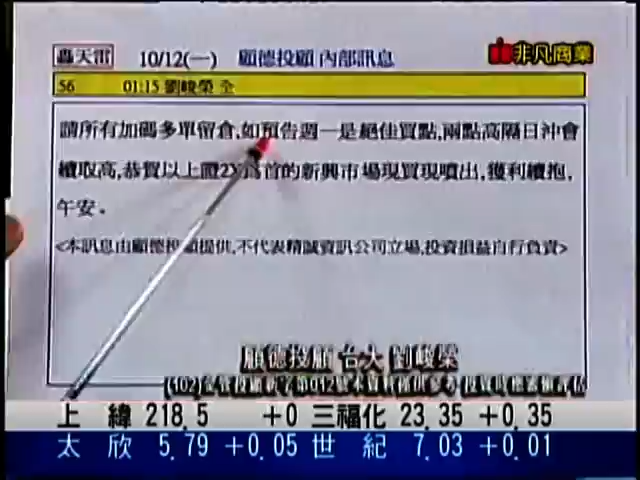 轟天雷 10/12(一) 顧德投顧 內部訊息 非凡商業
56 01:15 劉峻榮 全
請所有加碼多單留倉,如預告週一是絕佳買點,兩點高隔日沖會
續取高,恭賀以上證2X為首的新興市場現買現噴出,獲利續抱,
午安。
<本訊息由顧德投顧提供,不代表精誠資訊公司立場,投資損益自行負責>
顧德投顧 台大 劉峻榮
上緯 218.5 +0 三福化 23.35 +0.35
太欣 5.79 +0.05 世紀 7.03 +0.01